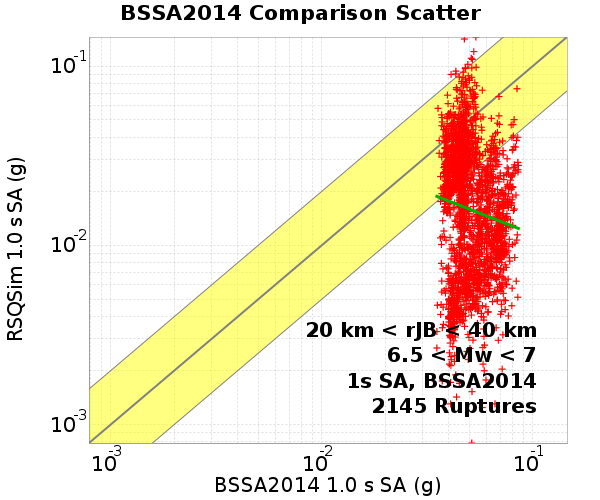 BSSA2014 Comparison Scatter
RSQSim 1.0 s SA (g)
10-1
10-2
10-3
20 km < rJB < 40 km
6.5 < Mw < 7
1s SA, BSSA2014
2145 Ruptures
10-3
10-2
10-1
BSSA2014 1.0 s SA (g)